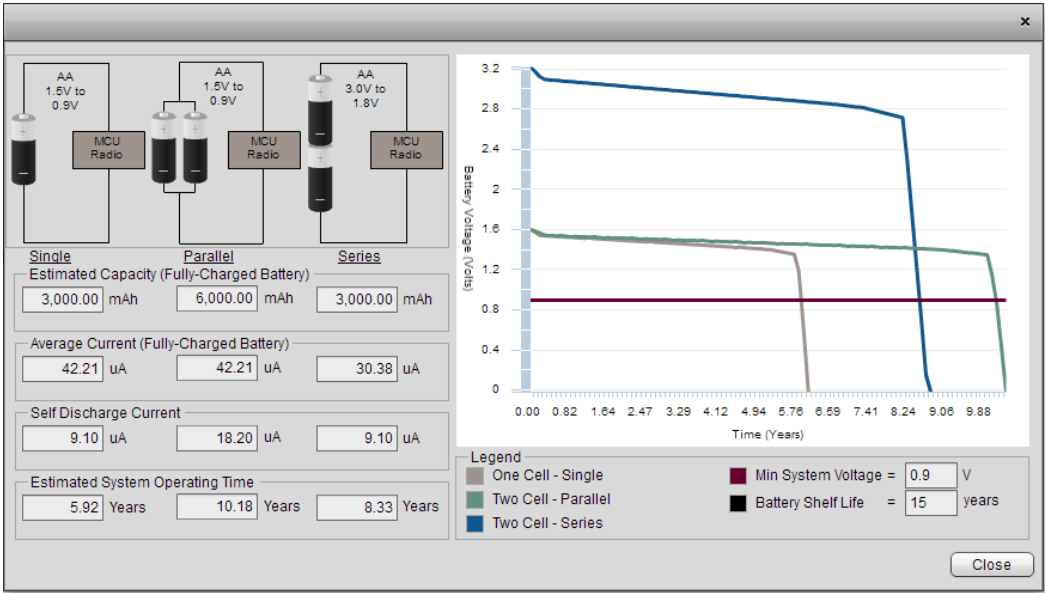 ×
AA
1.5V to
0.9V
MCU
Radio
AA
1.5V to
0.9V
MCU
Radio
AA
3.0V to
1.8V
MCU
Radio
Single Parallel Series
Estimated Capacity (Fully-Charged Battery)
3,000.00 mAh 6,000.00 mAh 3,000.00 mAh
Average Current (Fully-Charged Battery)
42.21 uA 42.21 uA 30.38 uA
Self Discharge Current
9.10 uA 18.20 uA 9.10 uA
Estimated System Operating Time
5.92 Years 10.18 Years 8.33 Years
Battery Voltage (Volts)
3.2
2.8
2.4
2
1.6
1.2
0.8
0.4
0
0.00 0.82 1.64 2.47 3.29 4.12 4.94 5.76 6.59 7.41 8.24 9.06 9.88
Time (Years)
Legend
One Cell - Single
Two Cell - Parallel
Two Cell - Series
Min System Voltage = 0.9 V
Battery Shelf Life = 15 years
Close